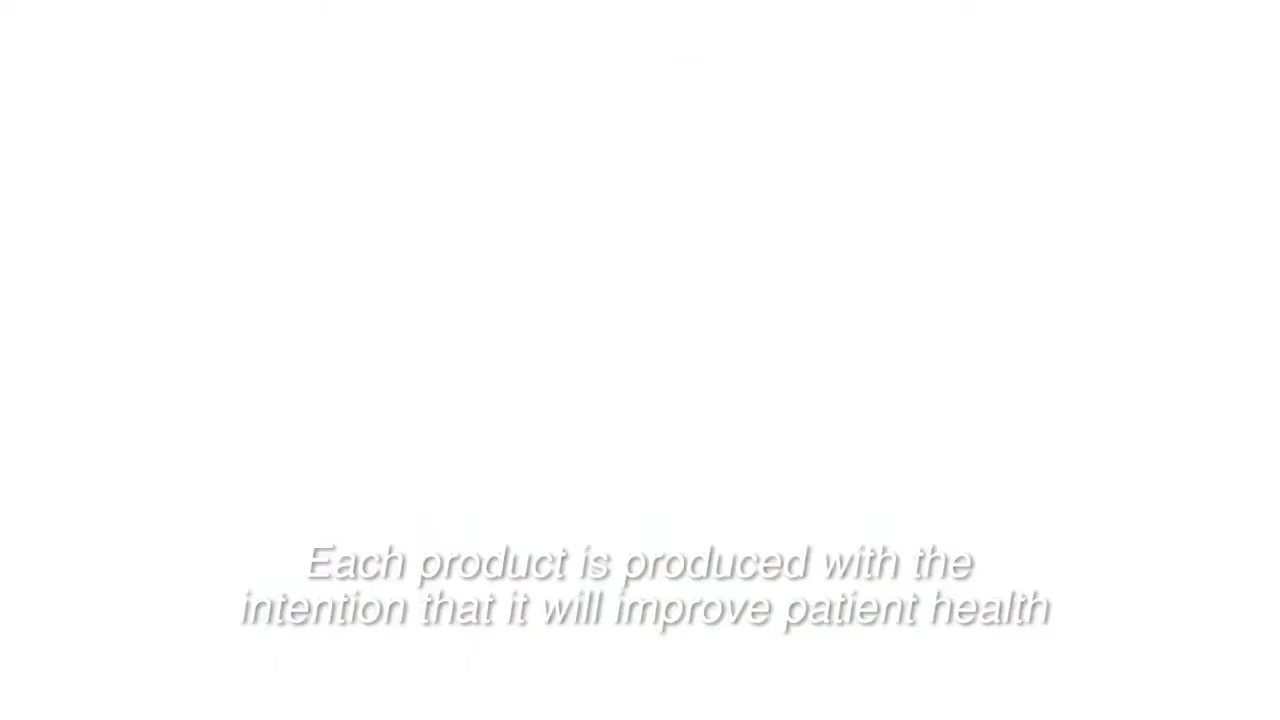 Each product is produced with the
intention that it will improve patient health